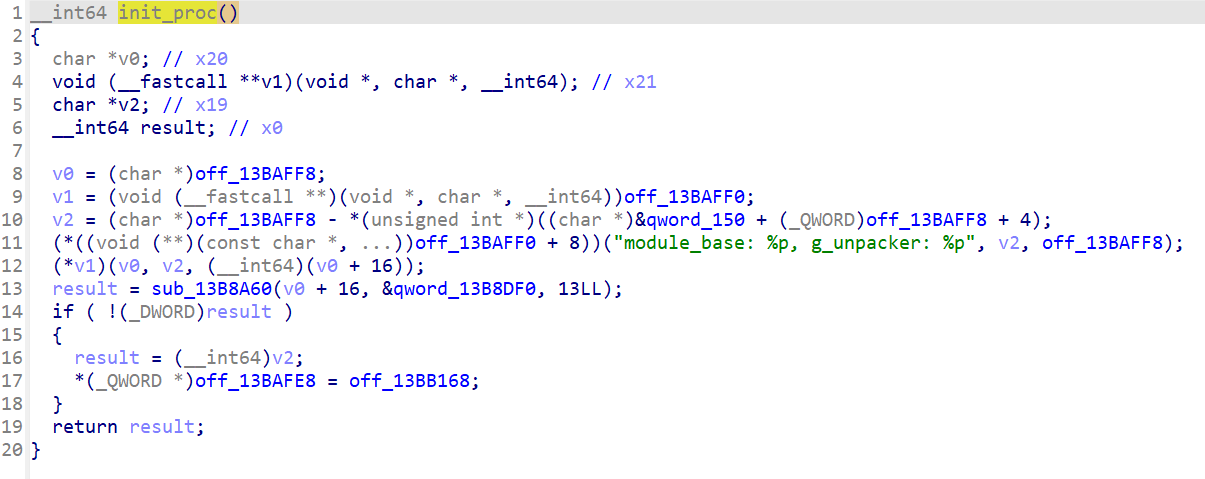 1 __int64 init_proc()
2 {
3 char *v0; // x20
4 void (__fastcall **v1)(void *, char *, __int64); // x21
5 char *v2; // x19
6 __int64 result; // x0
7
8 v0 = (char *)off_13BAFF8;
9 v1 = (void (__fastcall **)(void *, char *, __int64))off_13BAFF0;
10 v2 = (char *)off_13BAFF8 - *(unsigned int *)((char *)&qword_150 + (_QWORD)off_13BAFF8 + 4);
11 (*((void (**)(const char *, ...))off_13BAFF0 + 8))("module_base: %p, g_unpacker: %p", v2, off_13BAFF8);
12 (*v1)(v0, v2, (__int64)(v0 + 16));
13 result = sub_13B8A60(v0 + 16, &qword_13B8DF0, 13LL);
14 if ( !(_DWORD)result )
15 {
16 result = (__int64)v2;
17 *(_QWORD *)off_13BAFE8 = off_13BB168;
18 }
19 return result;
20 }